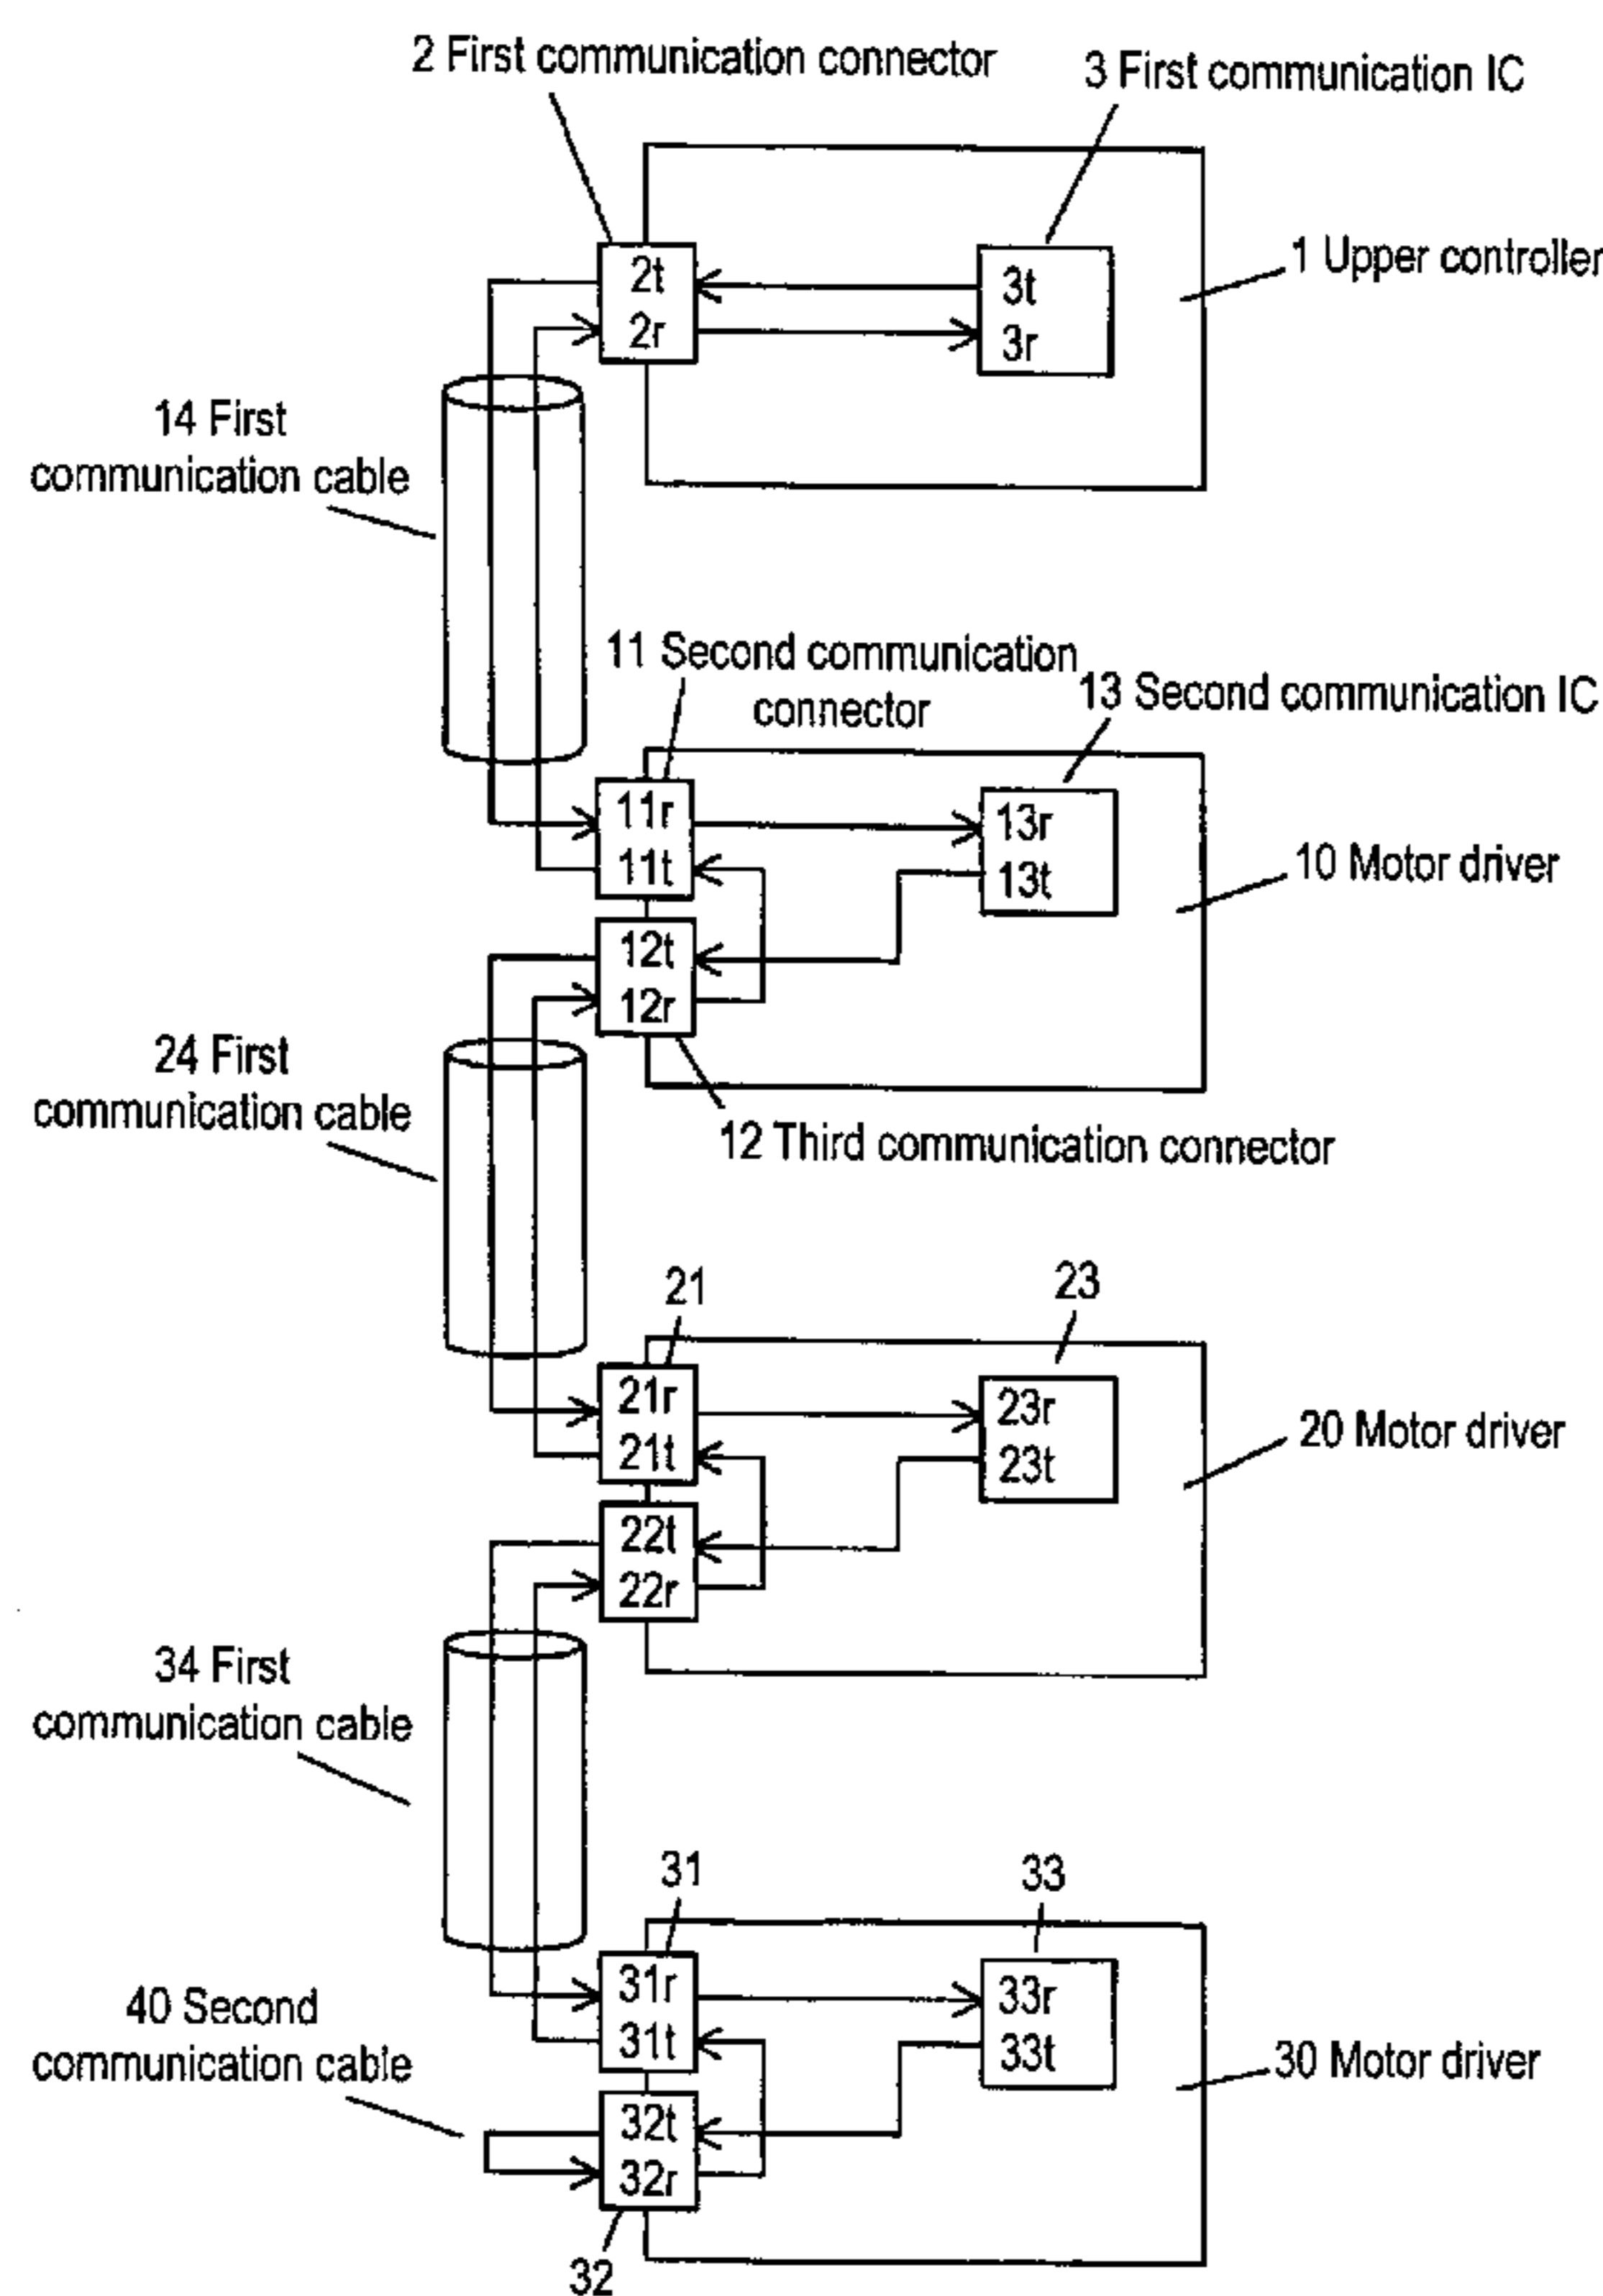 2 First communication connector
3 First communication IC
2t
2r
3t
3r
1 Upper controller
14 First
communication cable
11 Second communication
connector
13 Second communication IC
11r
11t
13r
13t
10 Motor driver
12t
12r
24 First
communication cable
12 Third communication connector
21
23
21r
21t
23r
23t
20 Motor driver
22t
22r
34 First
communication cable
31
33
31r
31t
33r
33t
40 Second
communication cable
30 Motor driver
32t
32r
32